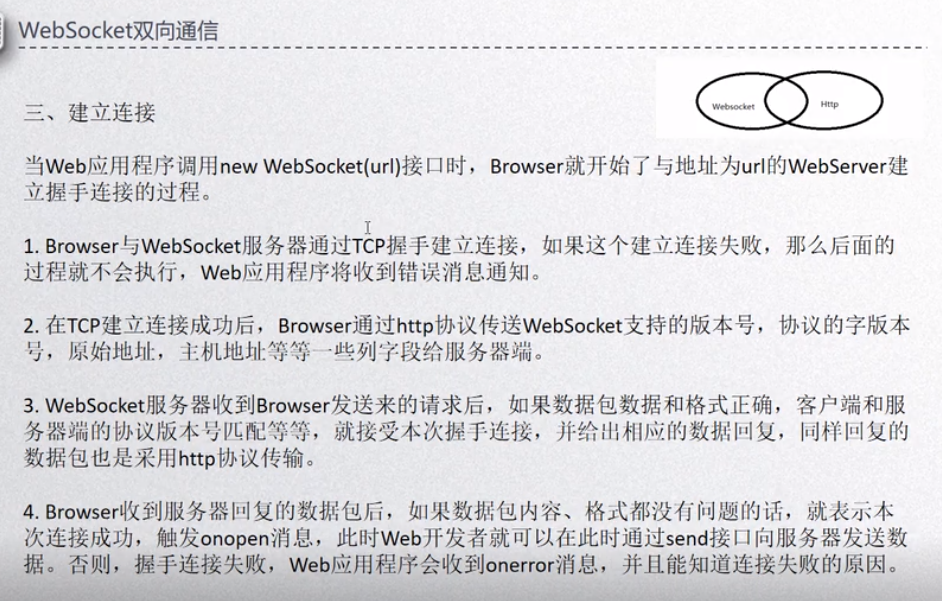 WebSocket双向通信
Websocket
Http
三、建立连接
当Web应用程序调用new WebSocket(url)接口时，Browser就开始了与地址为url的WebServer建
立握手连接的过程。
1. Browser与WebSocket服务器通过TCP握手建立连接，如果这个建立连接失败，那么后面的
过程就不会执行，Web应用程序将收到错误消息通知。
2. 在TCP建立连接成功后，Browser通过http协议传送WebSocket支持的版本号，协议的字版本
号，原始地址，主机地址等等一些列字段给服务器端。
3. WebSocket服务器收到Browser发送来的请求后，如果数据包数据和格式正确，客户端和服
务器端的协议版本号匹配等等，就接受本次握手连接，并给出相应的数据回复，同样回复的
数据包也是采用http协议传输。
4. Browser收到服务器回复的数据包后，如果数据包内容、格式都没有问题的话，就表示本
次连接成功，触发onopen消息，此时Web开发者就可以在此时通过send接口向服务器发送数
据。否则，握手连接失败，Web应用程序会收到onerror消息，并且能知道连接失败的原因。